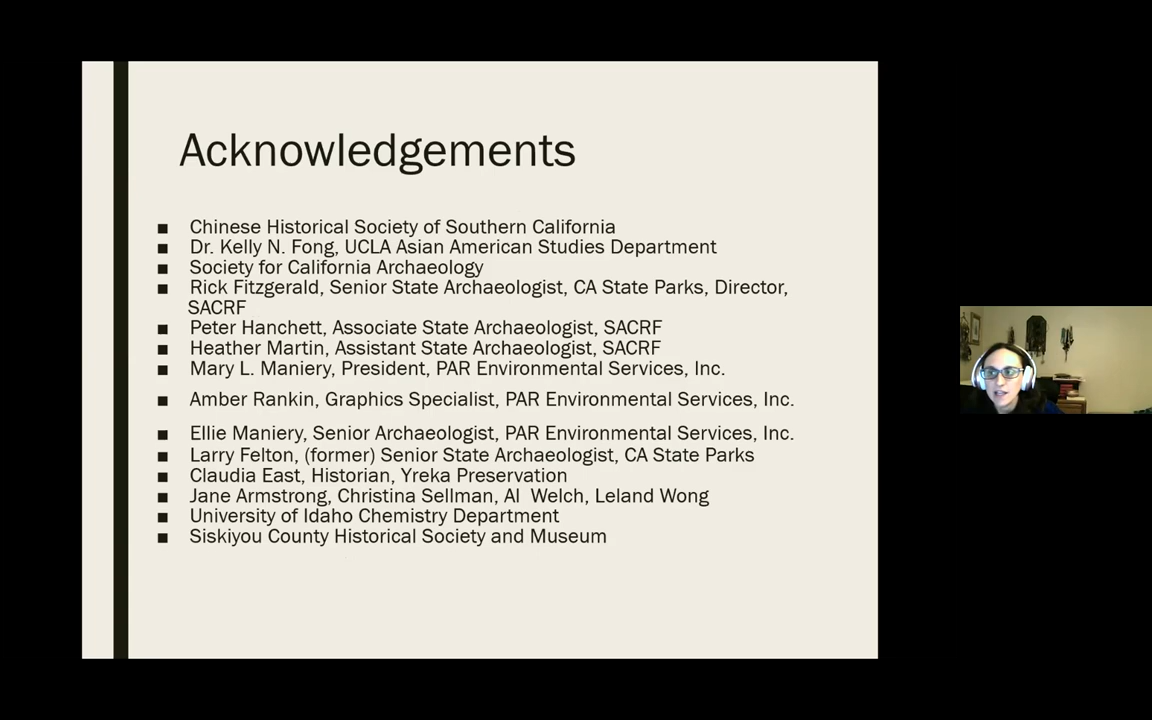 Acknowledgements
■ Chinese Historical Society of Southern California
■ Dr. Kelly N. Fong, UCLA Asian American Studies Department
■ Society for California Archaeology
■ Rick Fitzgerald, Senior State Archaeologist, CA State Parks, Director,
SACRF
■ Peter Hanchett, Associate State Archaeologist, SACRF
■ Heather Martin, Assistant State Archaeologist, SACRF
■ Mary L. Maniery, President, PAR Environmental Services, Inc.
■ Amber Rankin, Graphics Specialist, PAR Environmental Services, Inc.
■ Ellie Maniery, Senior Archaeologist, PAR Environmental Services, Inc.
■ Larry Felton, (former) Senior State Archaeologist, CA State Parks
■ Claudia East, Historian, Yreka Preservation
■ Jane Armstrong, Christina Sellman, Al Welch, Leland Wong
■ University of Idaho Chemistry Department
■ Siskiyou County Historical Society and Museum